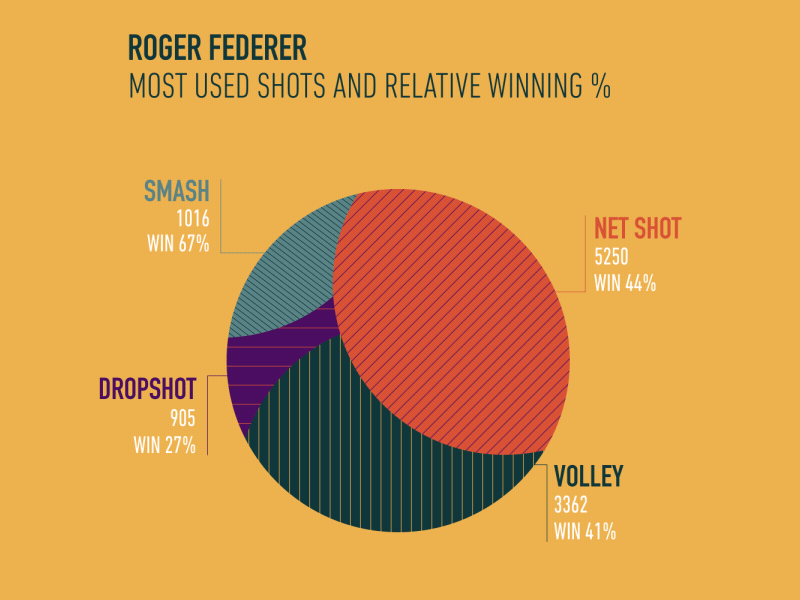 ROGER FEDERER
MOST USED SHOTS AND RELATIVE WINNING %
SMASH
1016
WIN 67%
NET SHOT
5250
WIN 44%
DROPSHOT
905
WIN 27%
VOLLEY
3362
WIN 41%